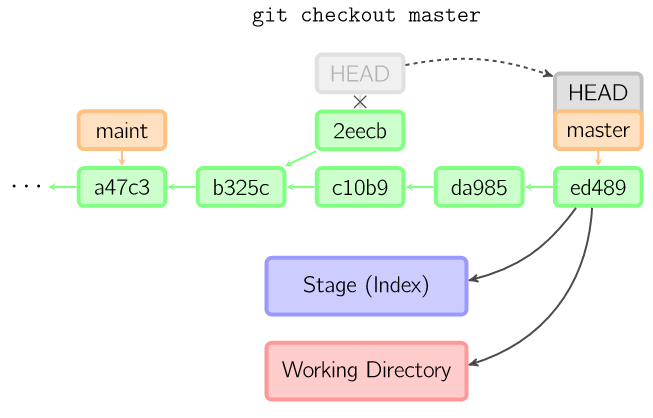 git checkout master
HEAD
HEAD
maint
2eecb
master
...
a47c3
b325c
c10b9
da985
ed489
Stage (Index)
Working Directory